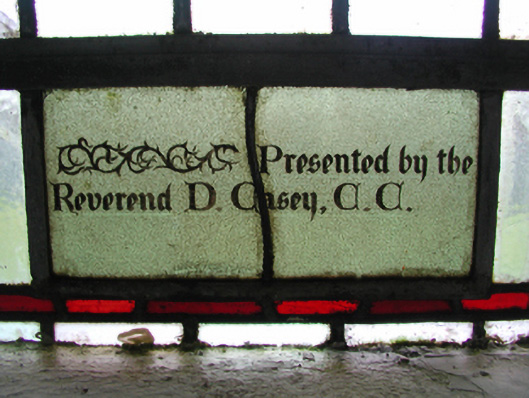 Presented by the
Reverend D. Casey, C.C.